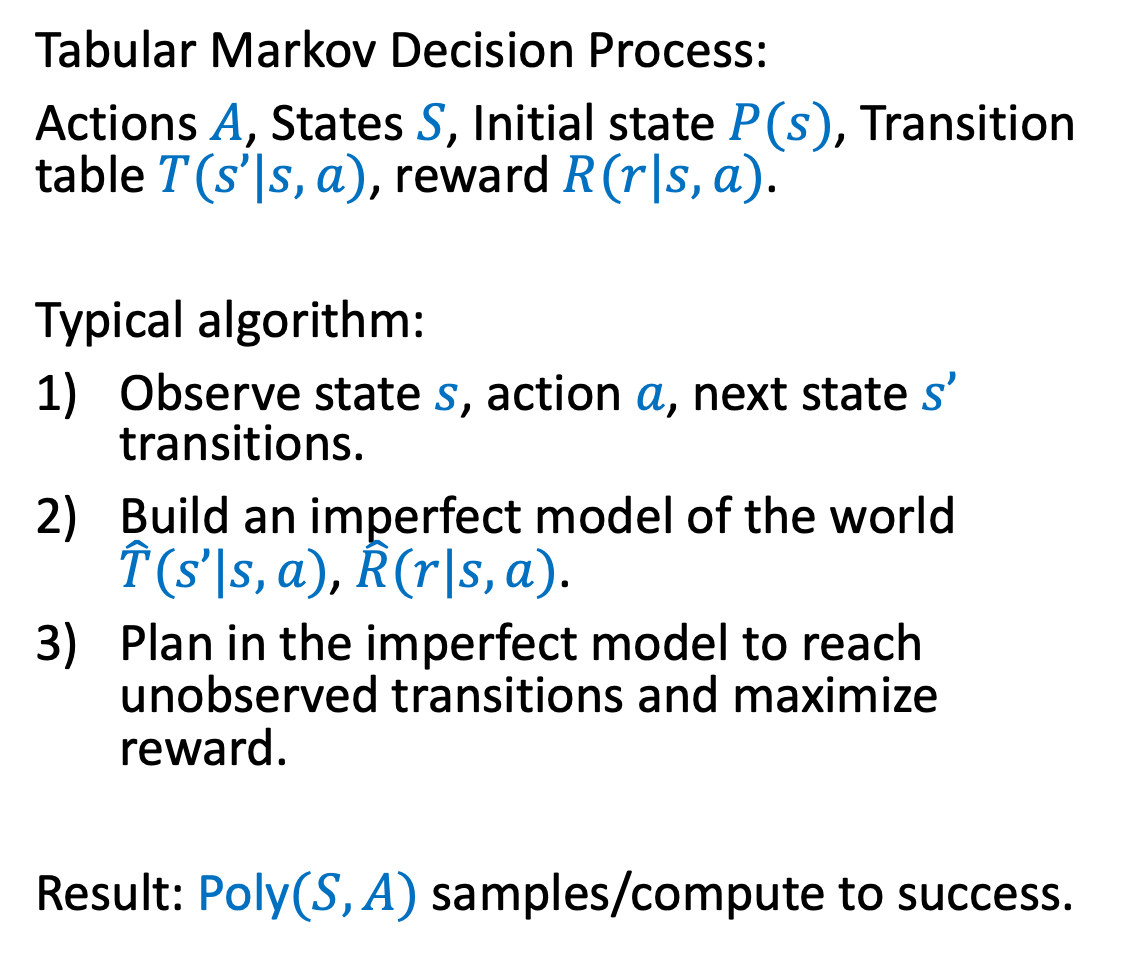 Tabular Markov Decision Process:
Actions A, States S, Initial state P(s), Transition
table T(s'|s, a), reward R(r|s, a).
Typical algorithm:
1) Observe state s, action a, next state s'
transitions.
2) Build an imperfect model of the world
T̂(s'|s, a), R̂(r|s, a).
3) Plan in the imperfect model to reach
unobserved transitions and maximize
reward.
Result: Poly(S, A) samples/compute to success.